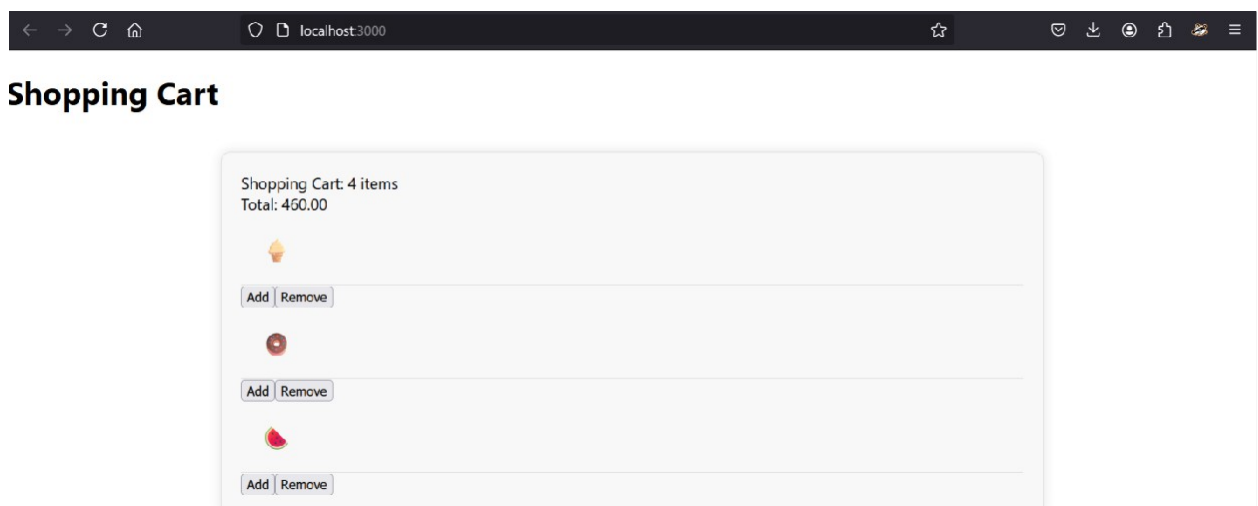 localhost:3000
Shopping Cart
Shopping Cart: 4 items
Total: 460.00
Add Remove
Add Remove
Add Remove